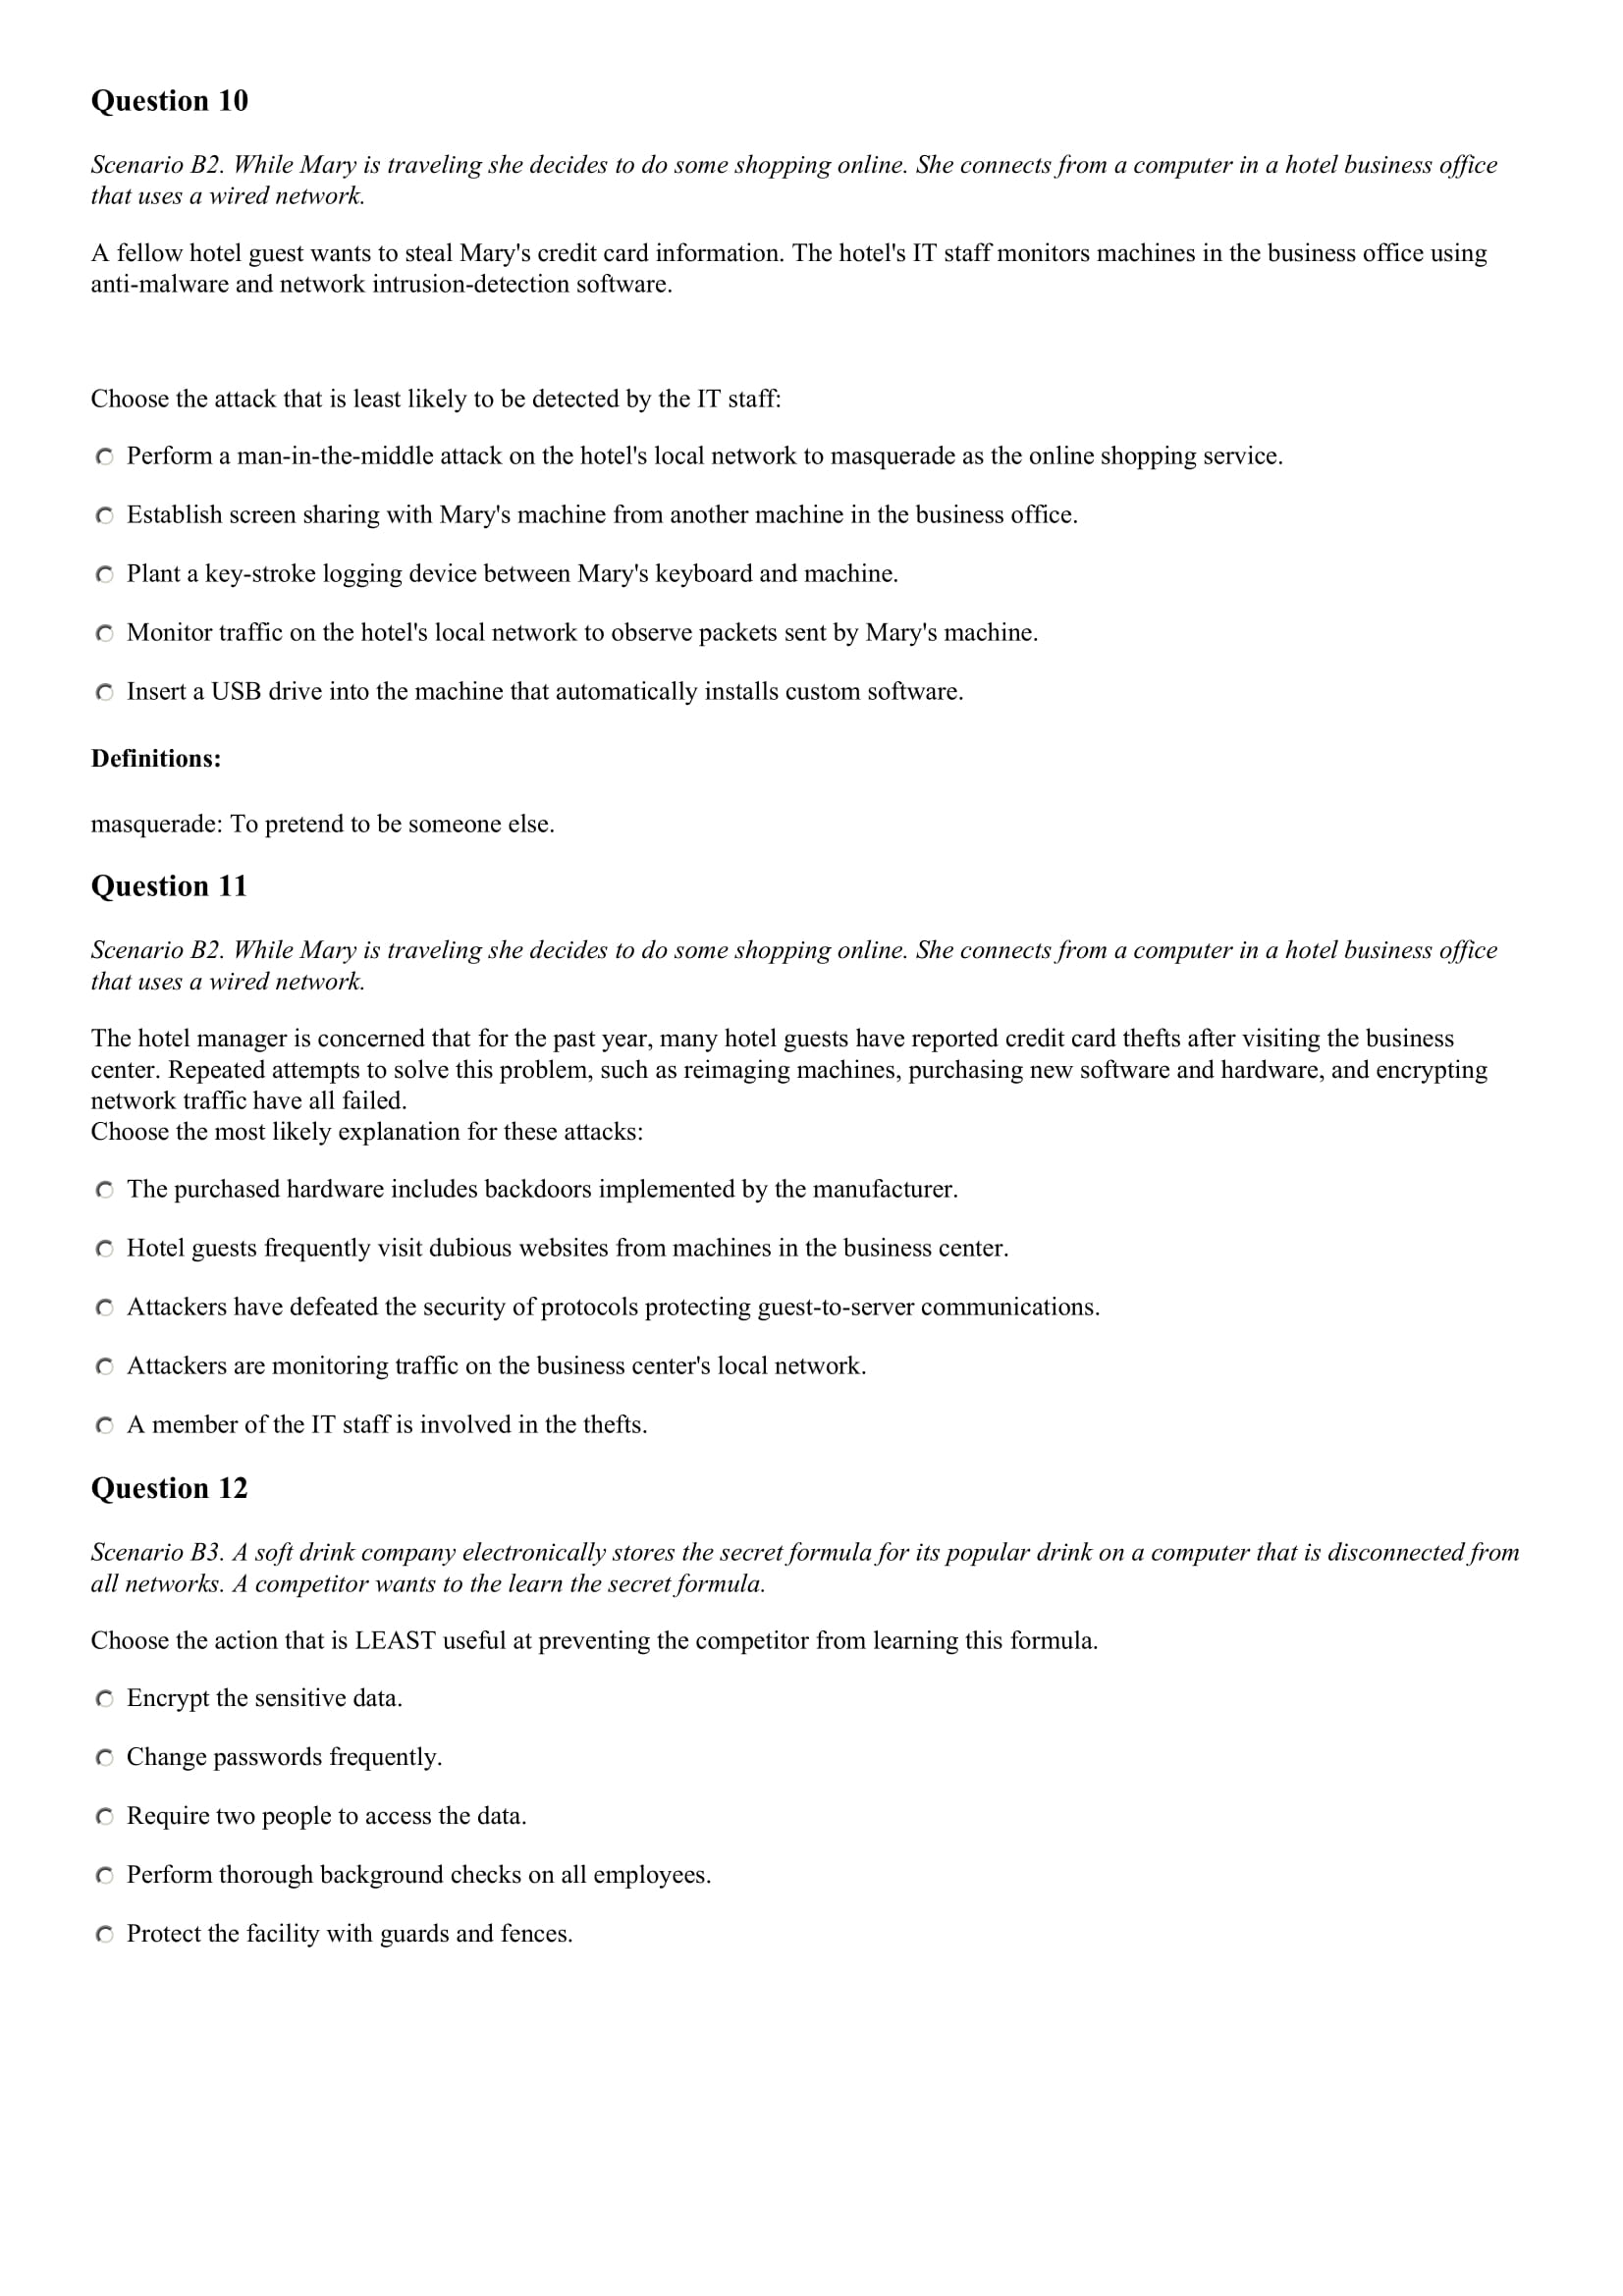 Question 10
Scenario B2. While Mary is traveling she decides to do some shopping online. She connects from a computer in a hotel business office
that uses a wired network.
A fellow hotel guest wants to steal Mary's credit card information. The hotel's IT staff monitors machines in the business office using
anti-malware and network intrusion-detection software.
Choose the attack that is least likely to be detected by the IT staff:
Perform a man-in-the-middle attack on the hotel's local network to masquerade as the online shopping service.
Establish screen sharing with Mary's machine from another machine in the business office.
Plant a key-stroke logging device between Mary's keyboard and machine.
Monitor traffic on the hotel's local network to observe packets sent by Mary's machine.
Insert a USB drive into the machine that automatically installs custom software.
Definitions:
masquerade: To pretend to be someone else.
Question 11
Scenario B2. While Mary is traveling she decides to do some shopping online. She connects from a computer in a hotel business office
that uses a wired network.
The hotel manager is concerned that for the past year, many hotel guests have reported credit card thefts after visiting the business
center. Repeated attempts to solve this problem, such as reimaging machines, purchasing new software and hardware, and encrypting
network traffic have all failed.
Choose the most likely explanation for these attacks:
The purchased hardware includes backdoors implemented by the manufacturer.
Hotel guests frequently visit dubious websites from machines in the business center.
Attackers have defeated the security of protocols protecting guest-to-server communications.
Attackers are monitoring traffic on the business center's local network.
A member of the IT staff is involved in the thefts.
Question 12
Scenario B3. A soft drink company electronically stores the secret formula for its popular drink on a computer that is disconnected from
all networks. A competitor wants to the learn the secret formula.
Choose the action that is LEAST useful at preventing the competitor from learning this formula.
Encrypt the sensitive data.
Change passwords frequently.
Require two people to access the data.
Perform thorough background checks on all employees.
Protect the facility with guards and fences.